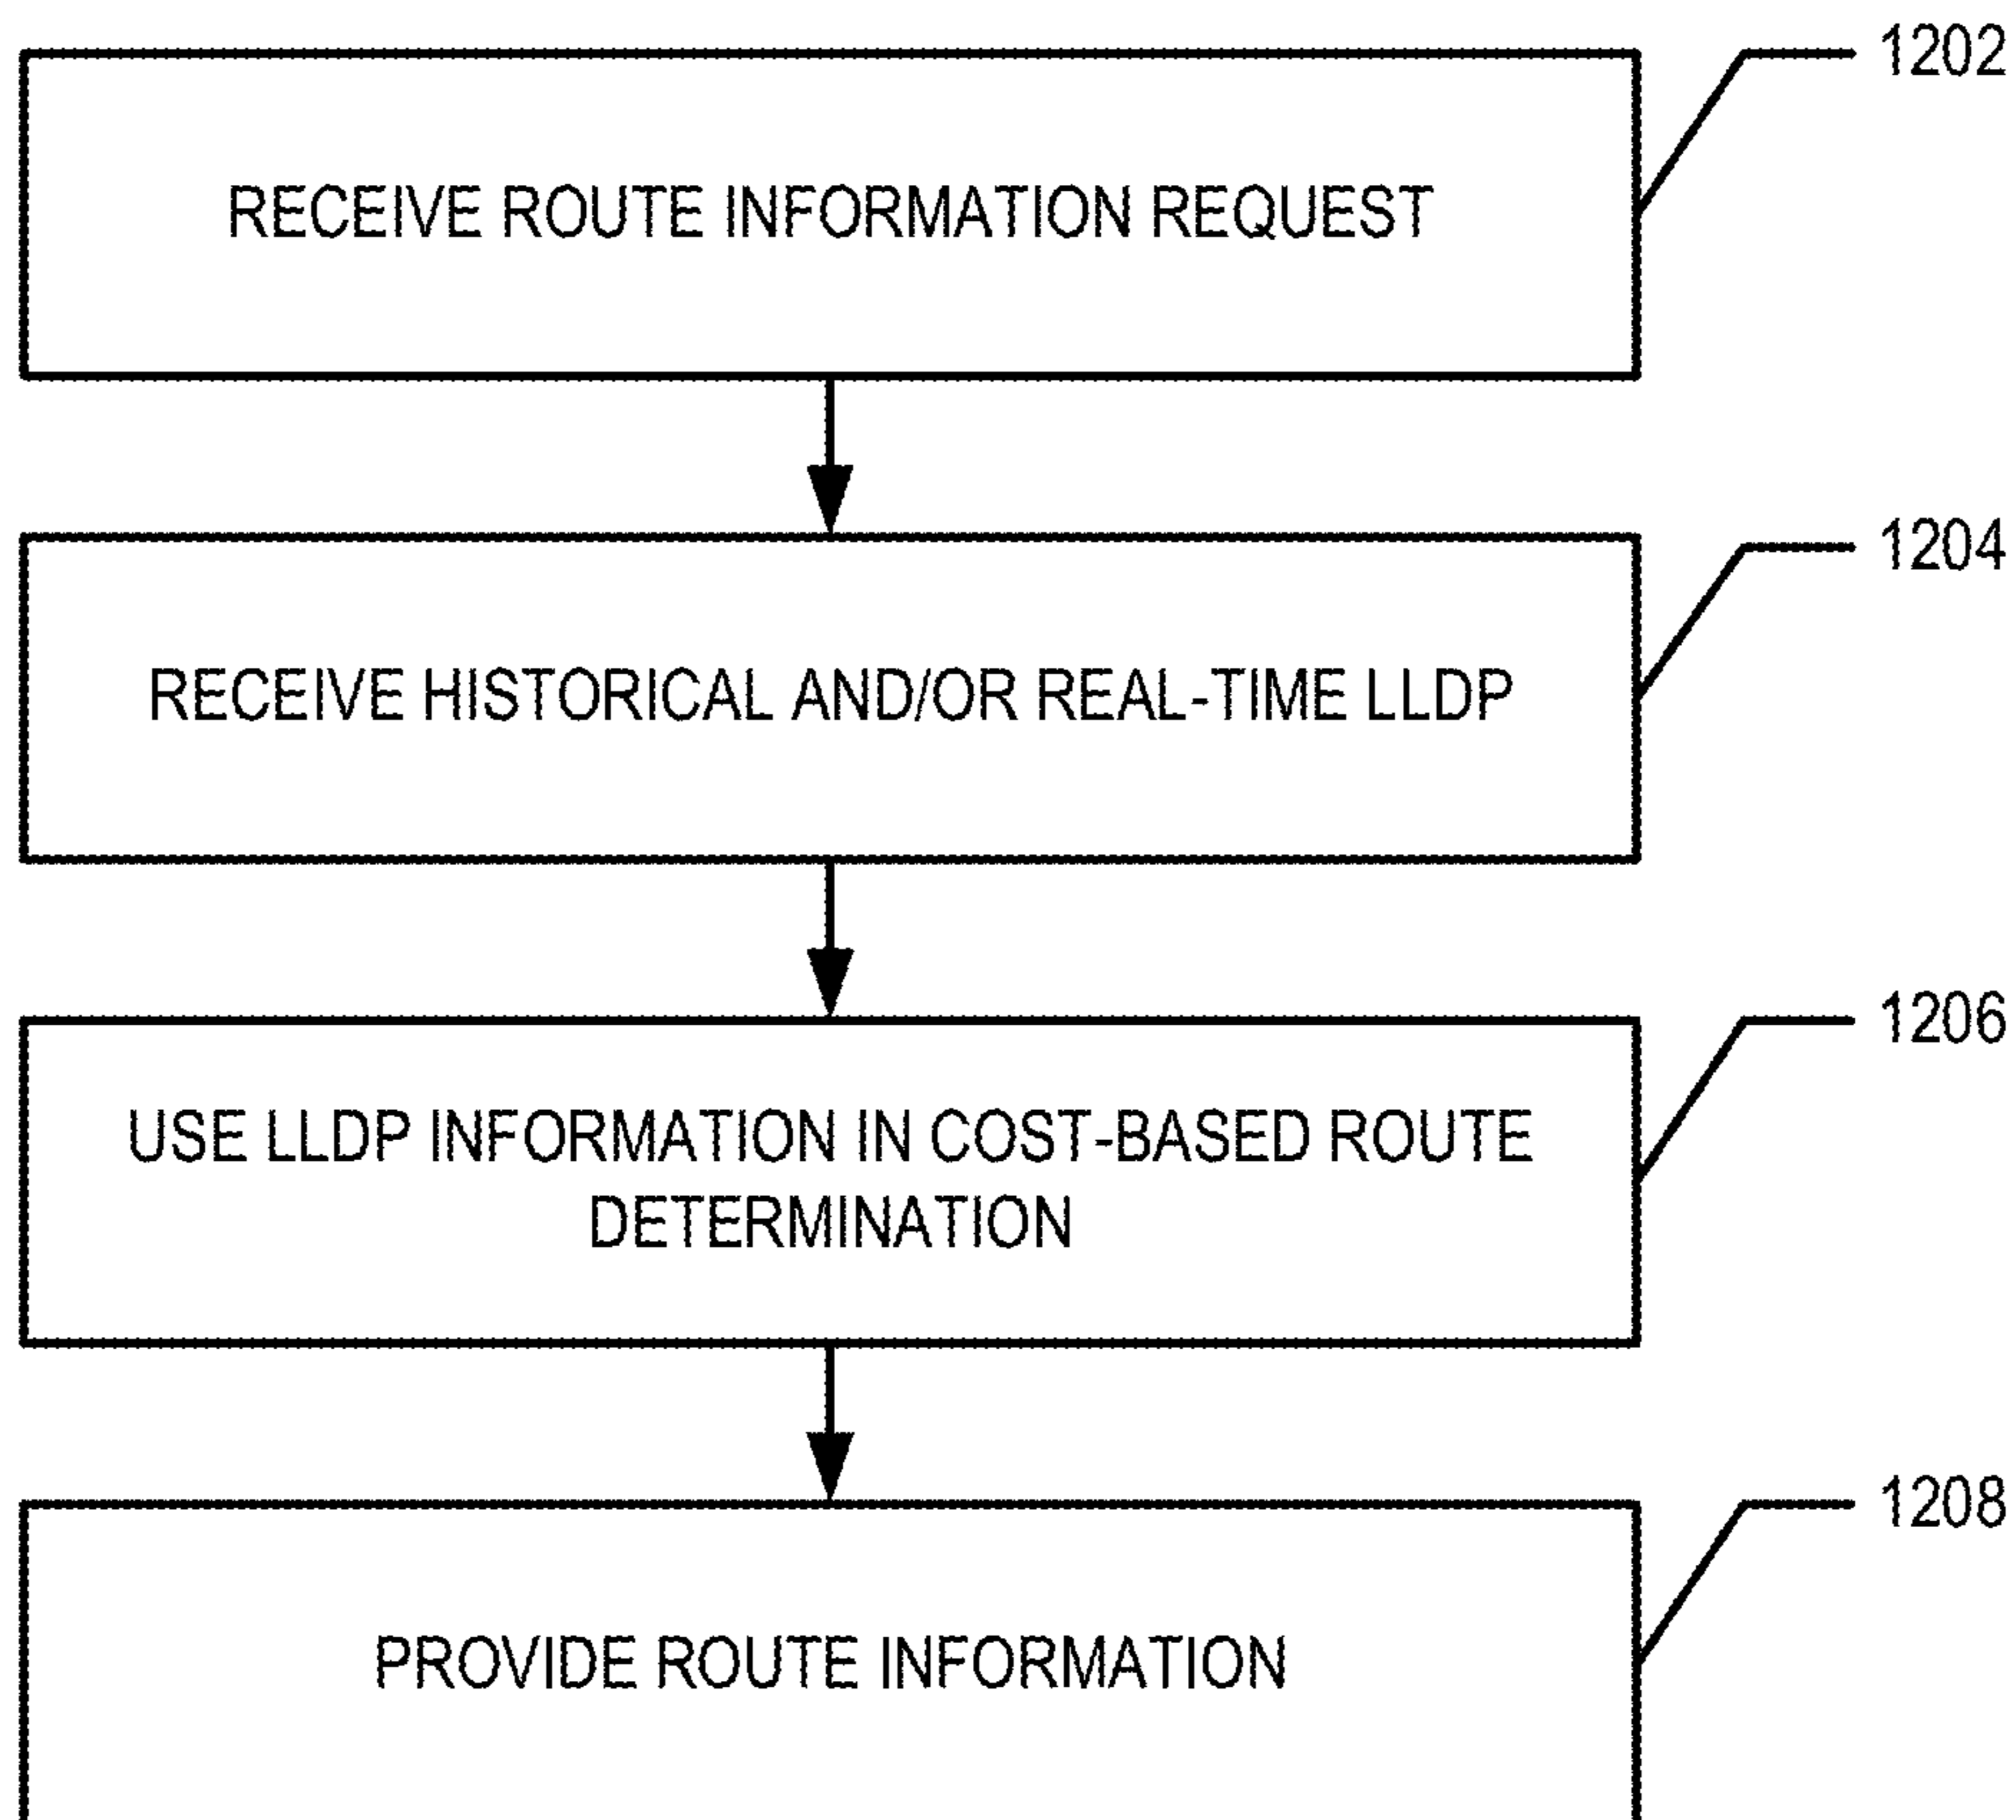 1202
RECEIVE ROUTE INFORMATION REQUEST
1204
RECEIVE HISTORICAL AND/OR REAL-TIME LLDP
1206
USE LLDP INFORMATION IN COST-BASED ROUTE
DETERMINATION
1208
PROVIDE ROUTE INFORMATION